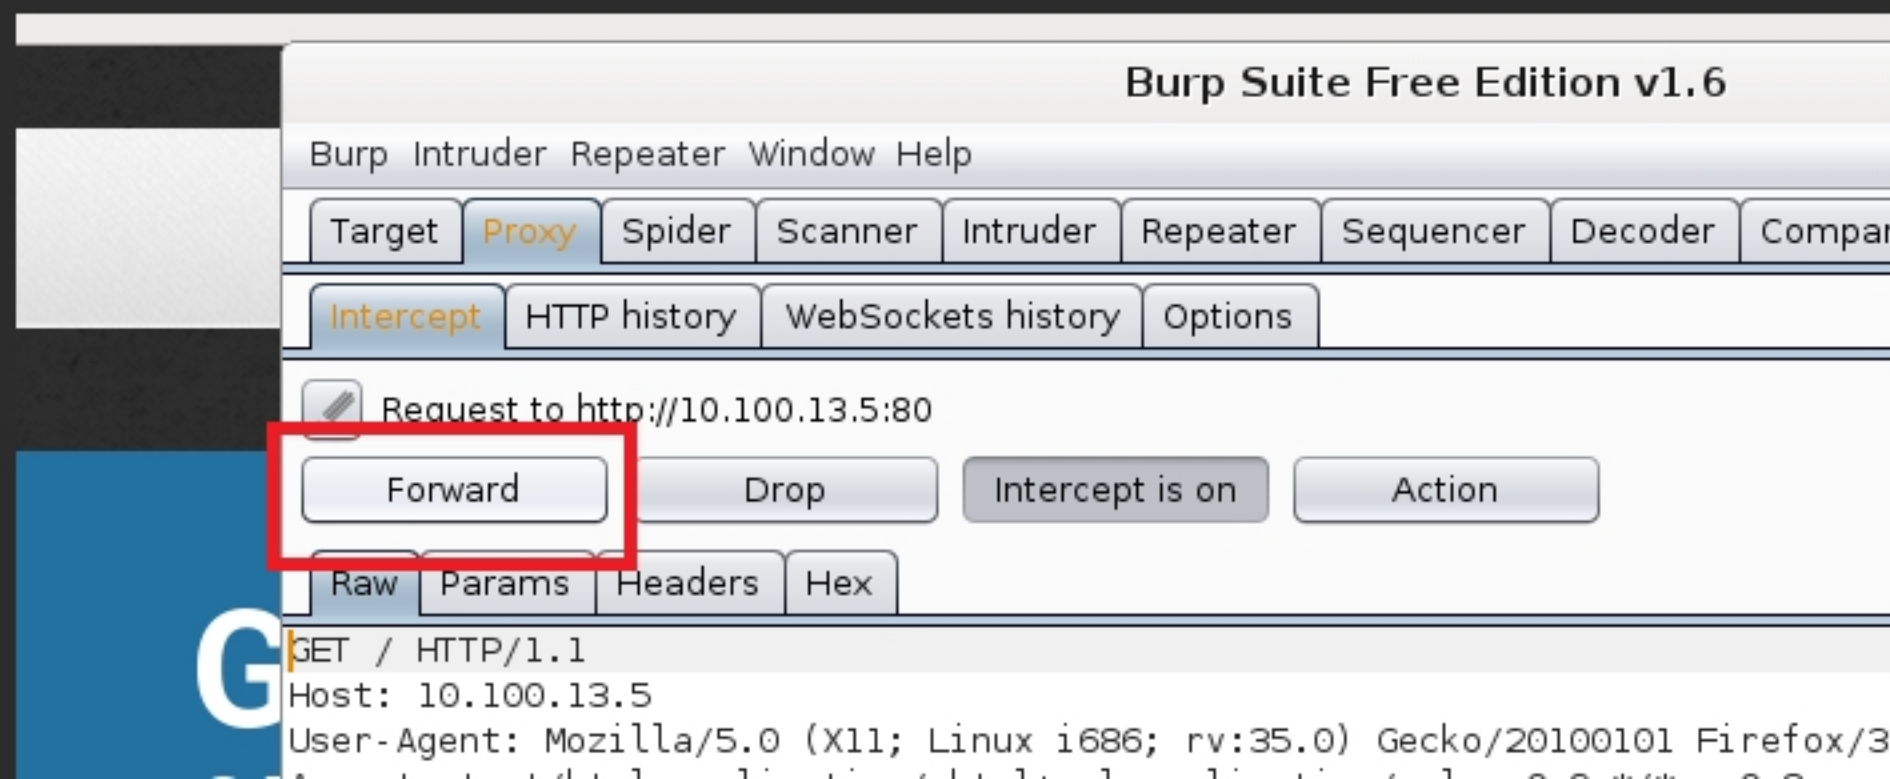 Burp Suite Free Edition v1.6
Burp Intruder Repeater Window Help
Target Proxy Spider Scanner Intruder Repeater Sequencer Decoder Compar
Intercept HTTP history WebSockets history Options
Request to http://10.100.13.5:80
Forward Drop Intercept is on Action
Raw Params Headers Hex
G
GET / HTTP/1.1
Host: 10.100.13.5
User-Agent: Mozilla/5.0 (X11; Linux i686; rv:35.0) Gecko/20100101 Firefox/3